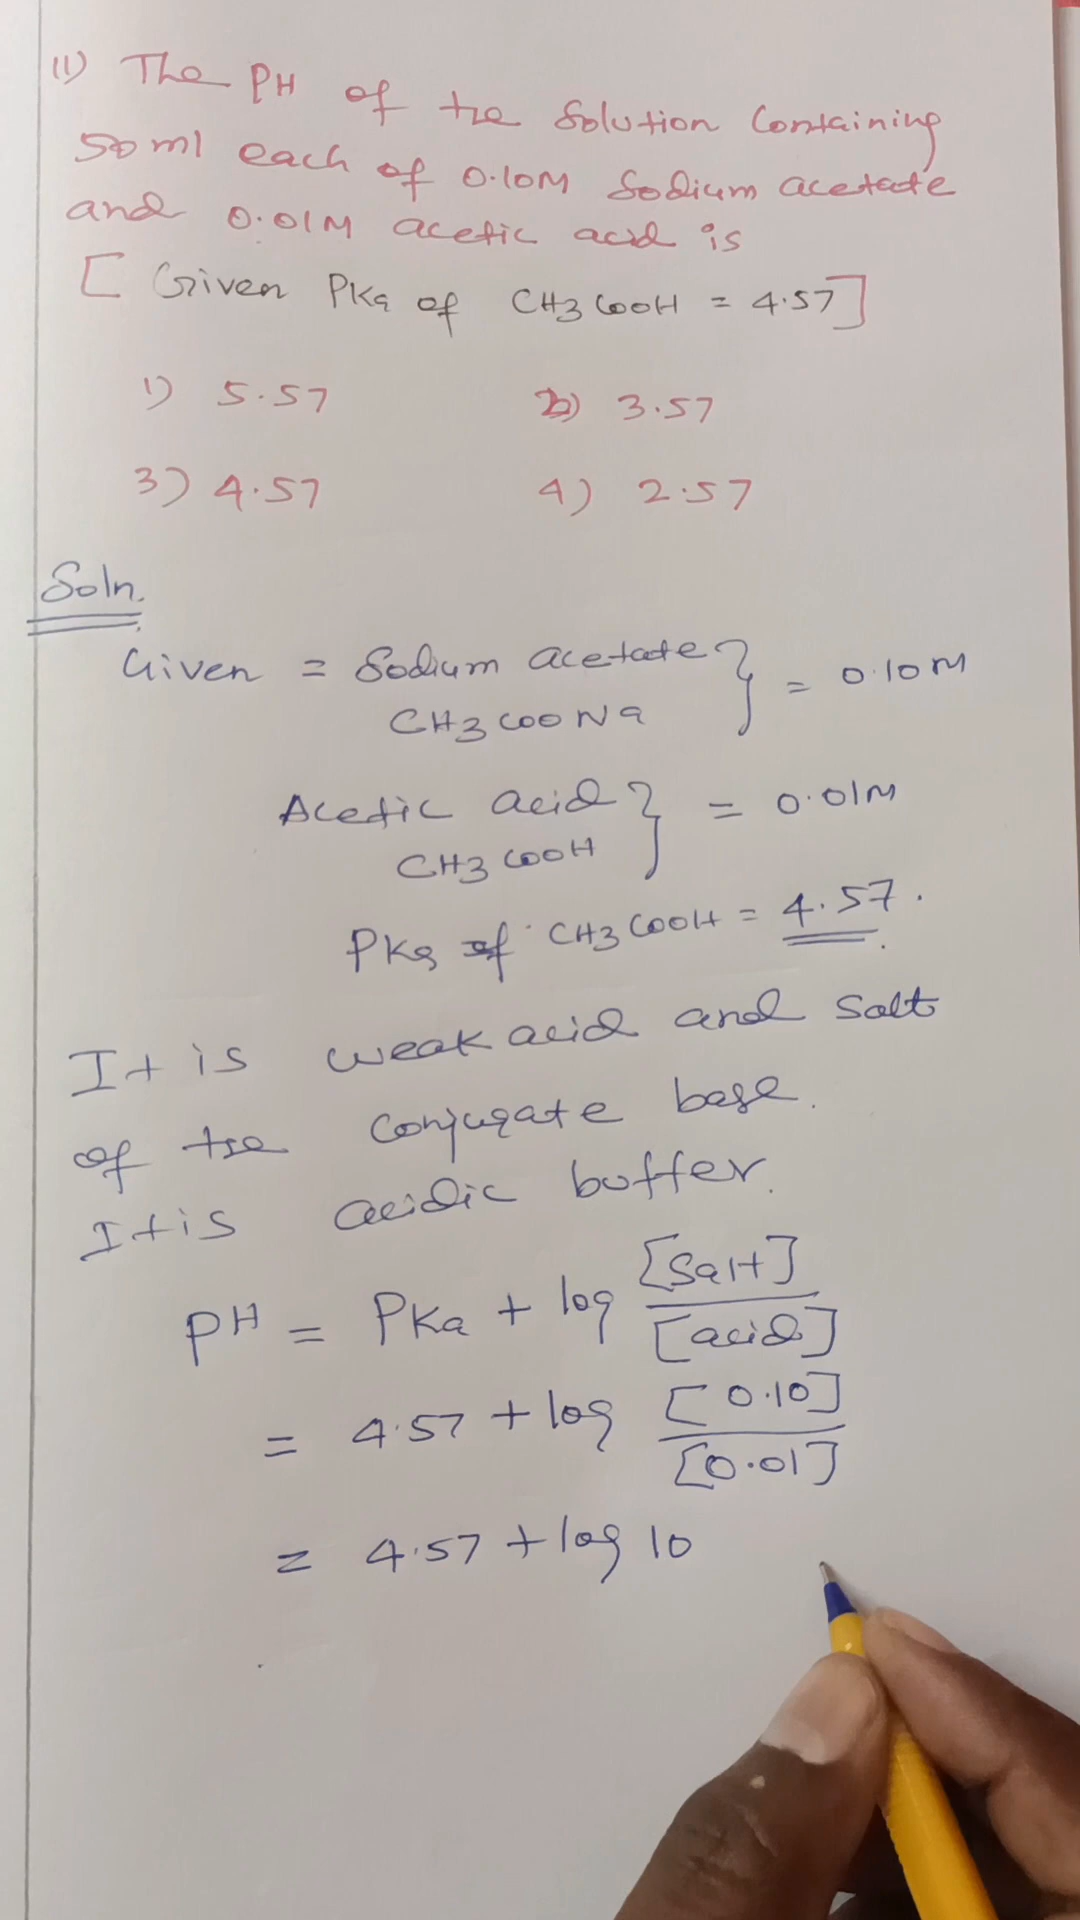 11) The PH of the Solution Containing
50ml each of 0.10M Sodium acetate
and 0.01M acetic acid is
[ Given PKa of CH3COOH = 4.57]
1) 5.57 2) 3.57
3) 4.57 4) 2.57
Soln.
Given = Sodium acetate } = 0.10M
CH3COONa
Acetic acid } = 0.01M
CH3COOH
PKa of CH3COOH = 4.57.
It is weak acid and salt
of the Conjugate base.
It is acidic buffer.
PH = PKa + log [Salt]
[acid]
= 4.57 + log [0.10]
[0.01]
= 4.57 + log 10